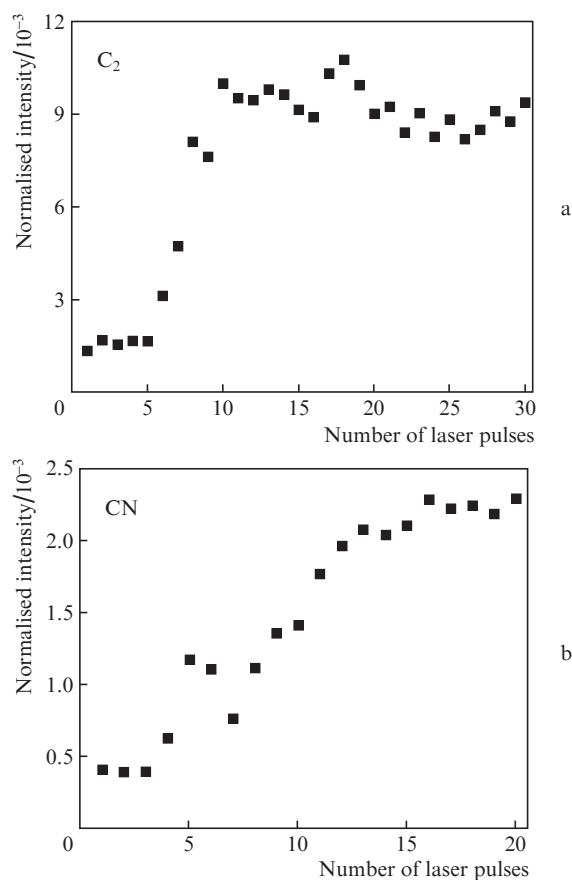 Normalised intensity/10⁻³
12
C₂
9
6
3
0
5
10
15
20
25
30
Number of laser pulses
a
Normalised intensity/10⁻³
2.5
CN
2.0
1.5
1.0
0.5
0
5
10
15
20
Number of laser pulses
b